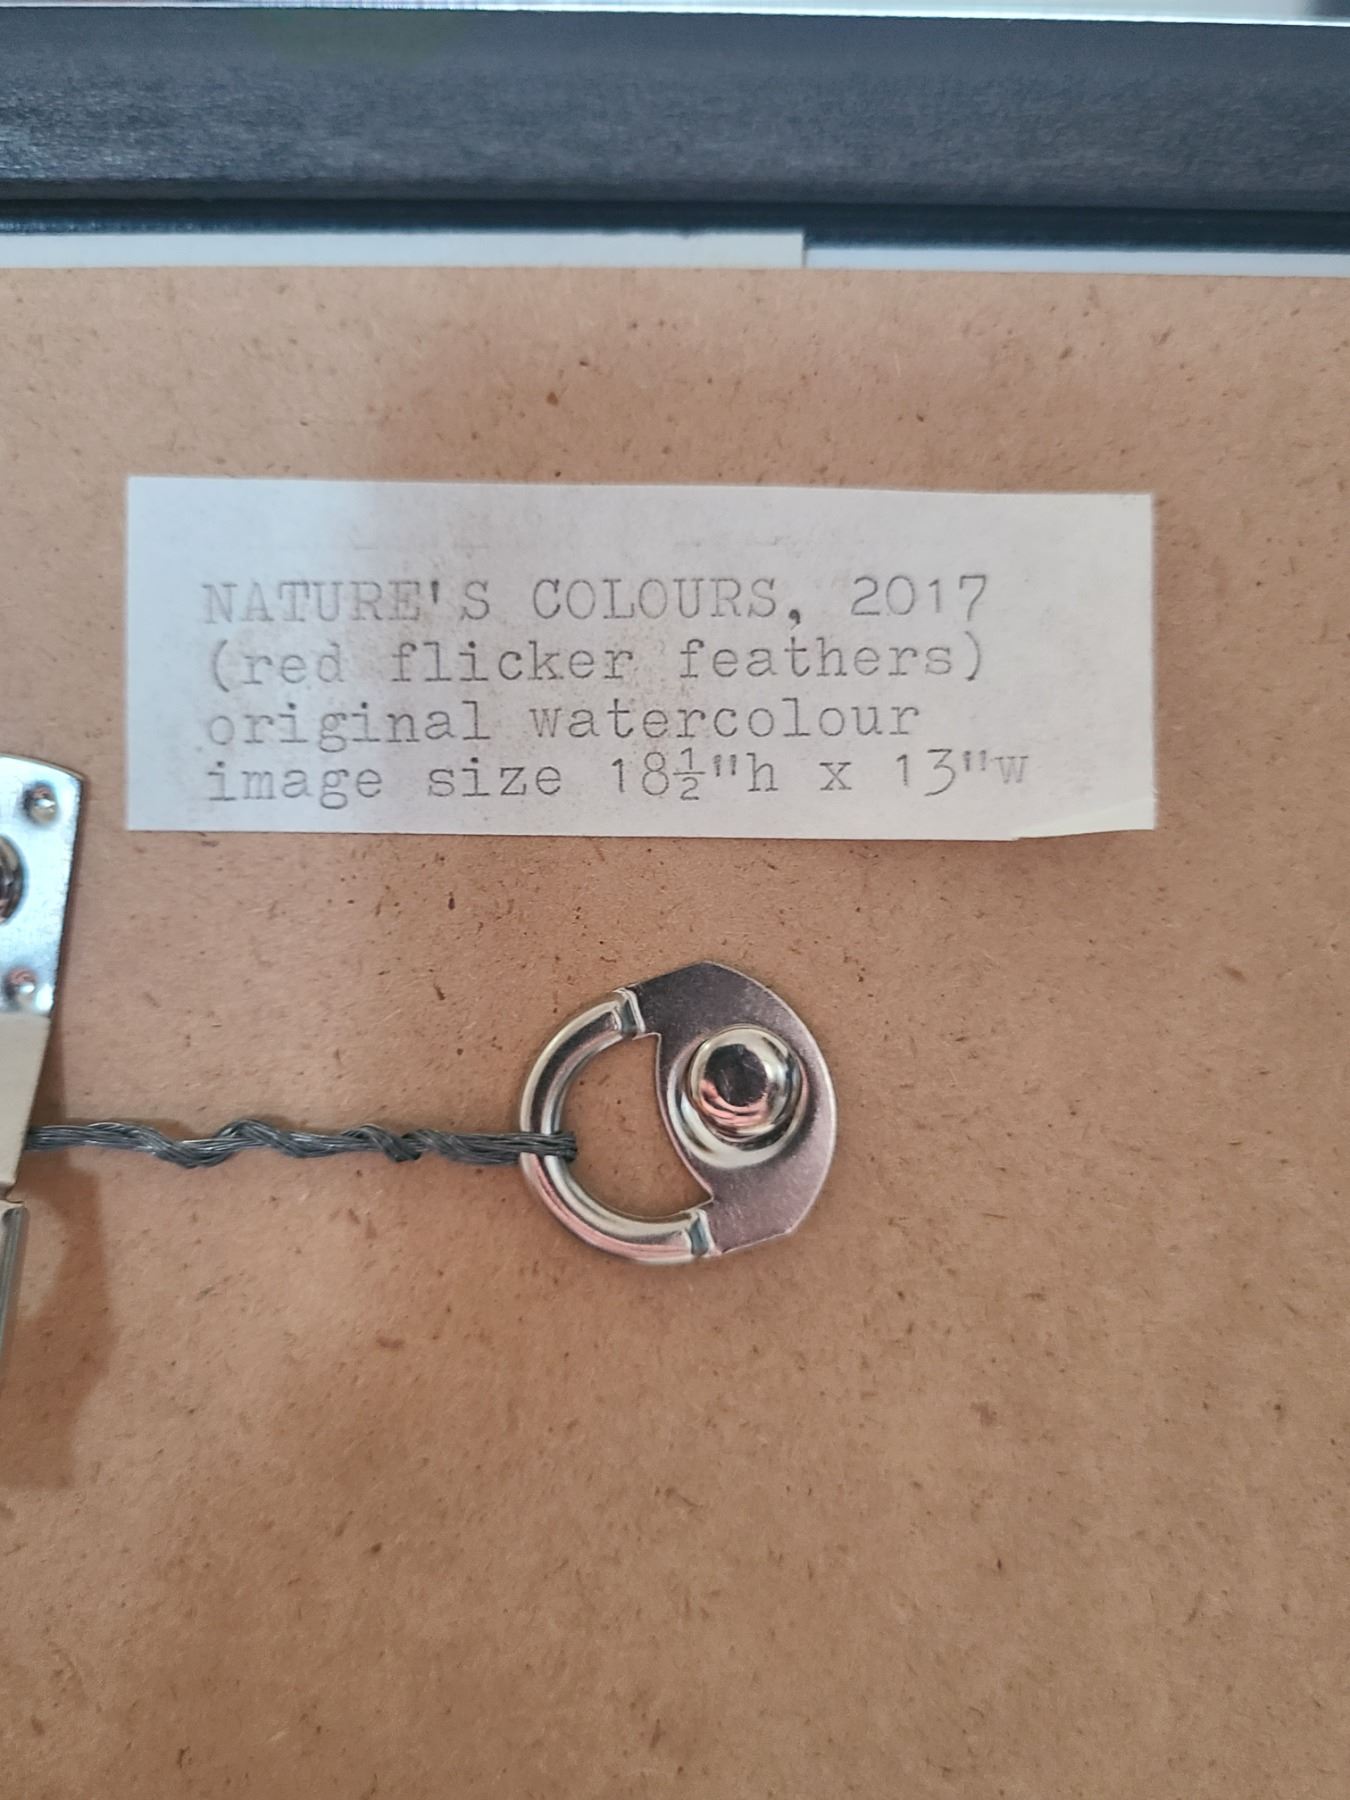 NATURE'S COLOURS, 2017
(red flicker feathers)
original watercolour
image size 18½"h x 13"w